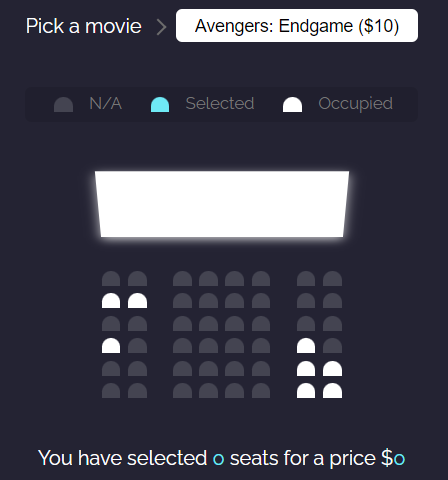 Pick a movie
Avengers: Endgame ($10)
N/A Selected Occupied
You have selected 0 seats for a price $0